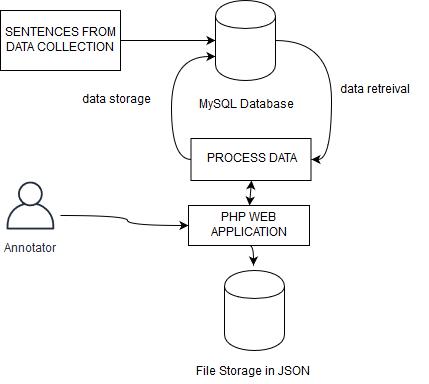 SENTENCES FROM
DATA COLLECTION
data storage
MySQL Database
data retreival
PROCESS DATA
PHP WEB
APPLICATION
Annotator
File Storage in JSON